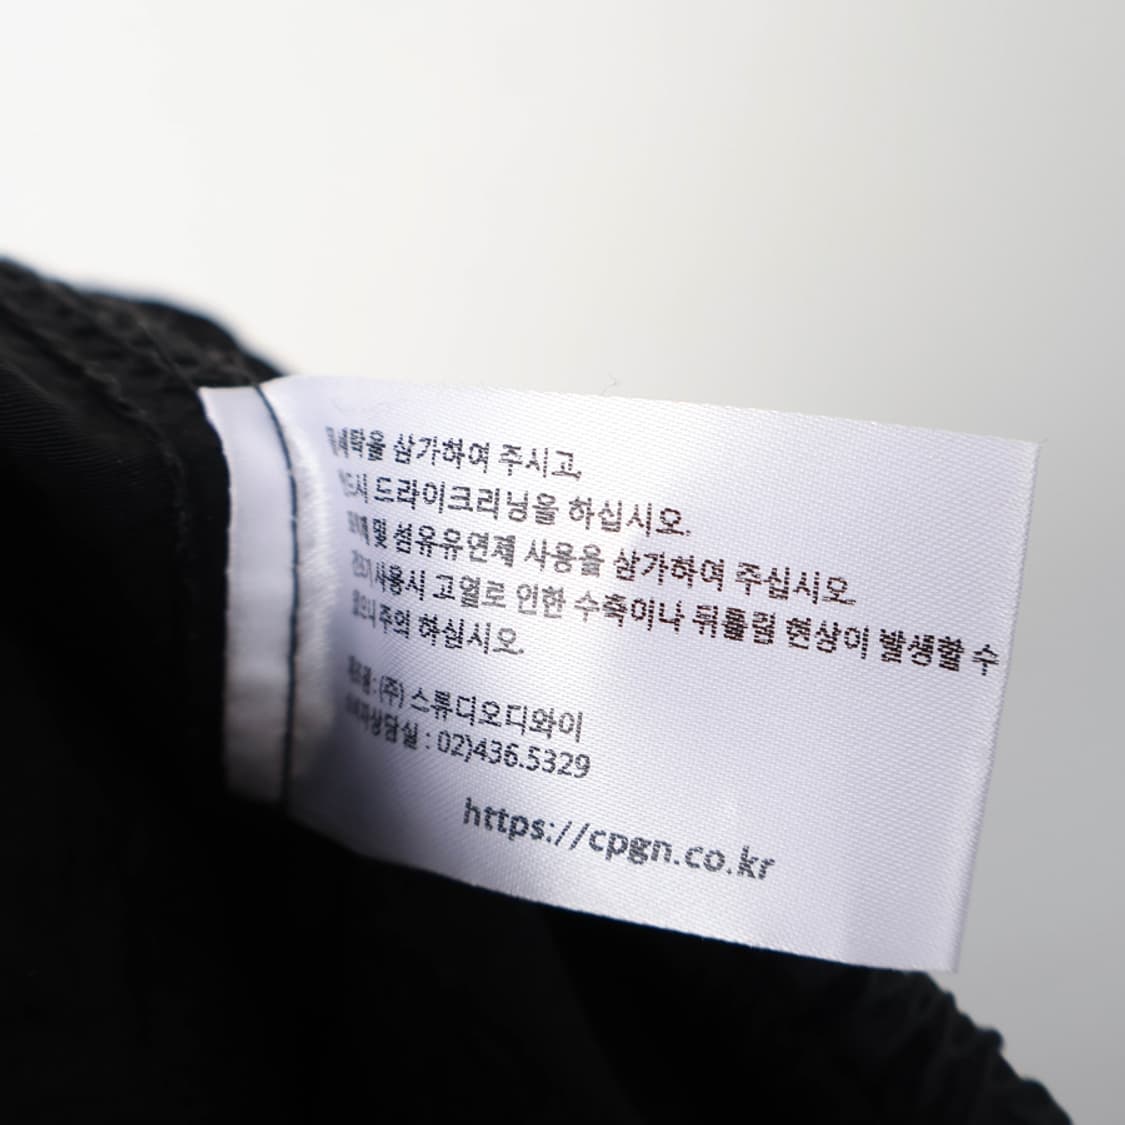 삼가하여 주시고,
드라이크리닝을 하십시오.
및 섬유유연제 사용을 삼가하여 주십시오.
사용시 고열로 인한 수축이나 뒤틀림 현상이 발생할 수
주의 하십시오.
(주) 스튜디오디와이
상담실 : 02)436.5329
https://cpgn.co.kr